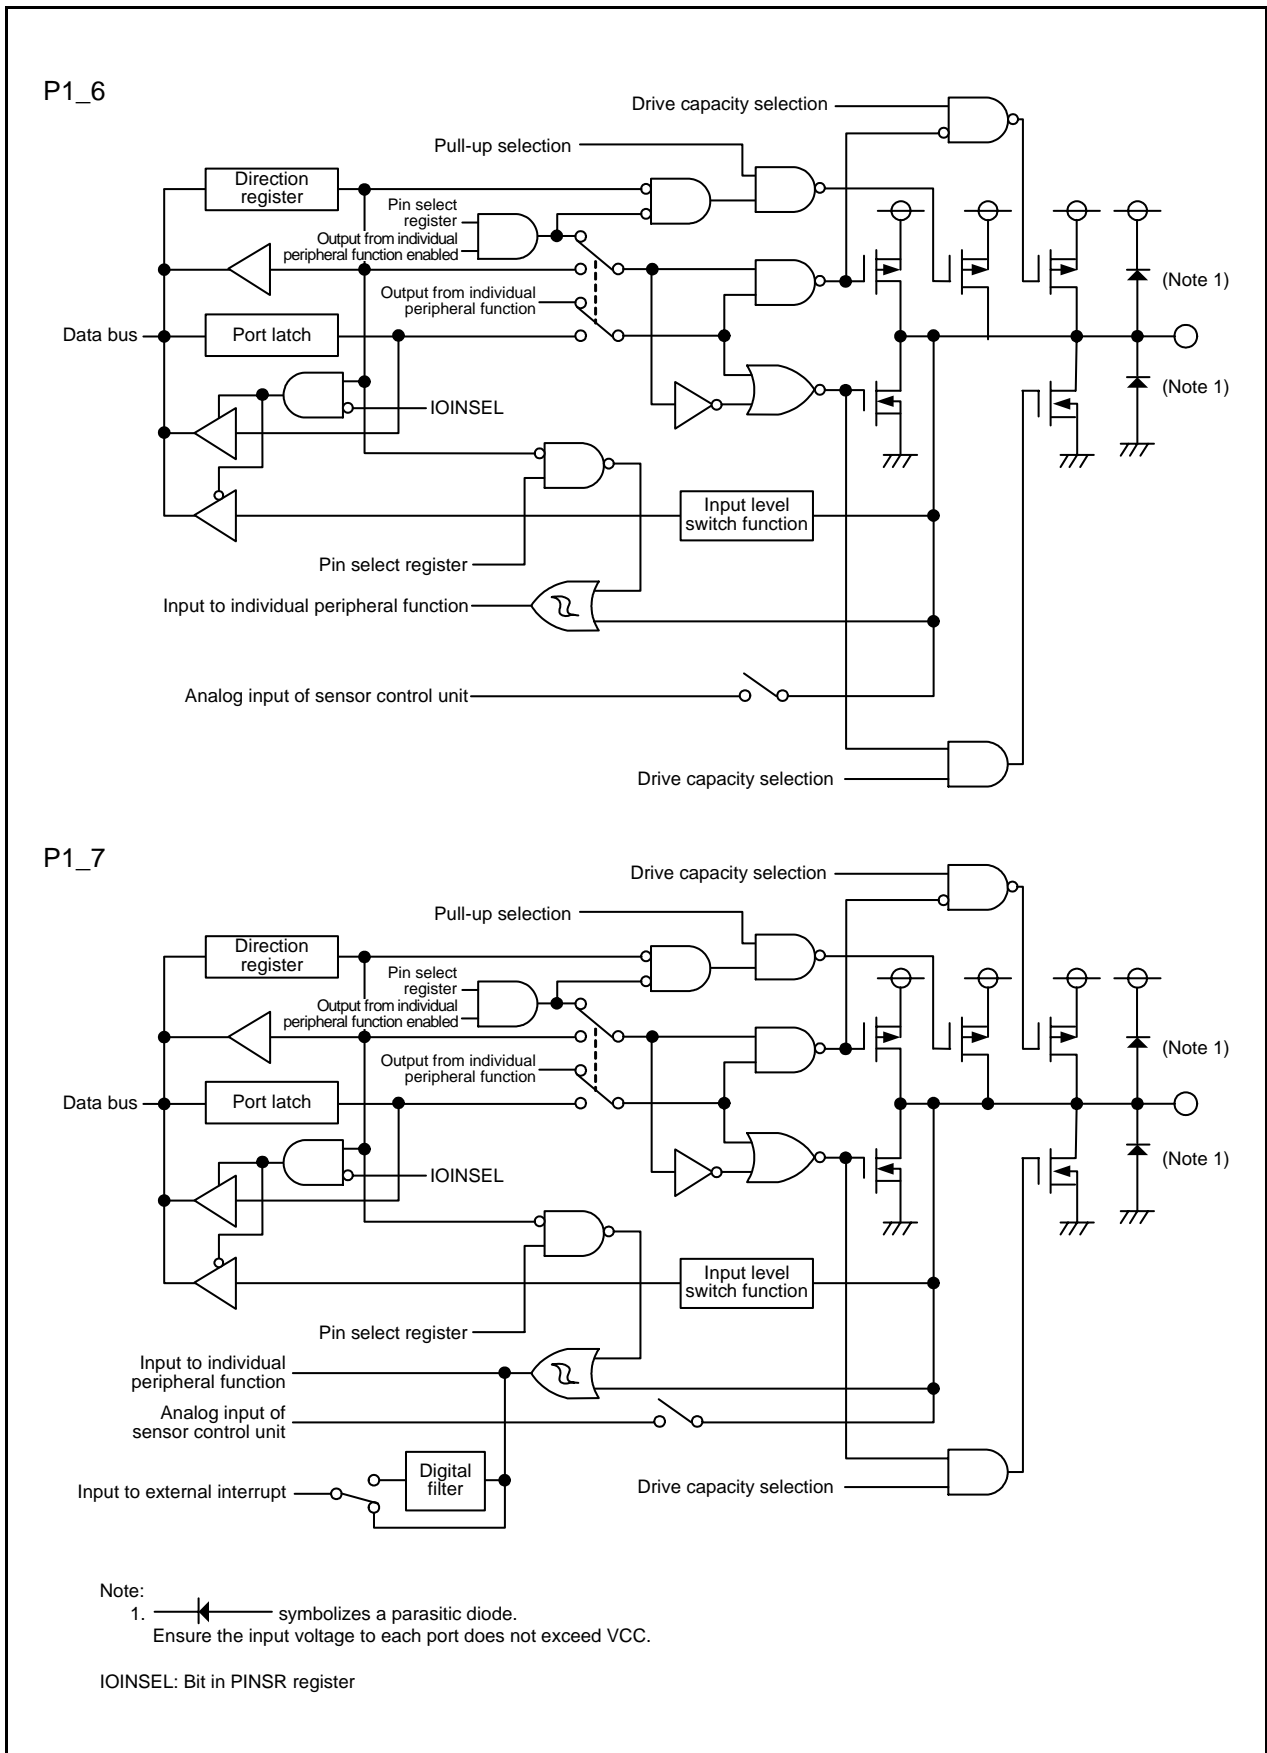 P1_6
Drive capacity selection
Pull-up selection
Direction
register
Pin select
register
Output from individual
peripheral function enabled
(Note 1)
Output from individual
peripheral function
Data bus
Port latch
(Note 1)
IOINSEL
Input level
switch function
Pin select register
Input to individual peripheral function
Analog input of sensor control unit
Drive capacity selection
P1_7
Drive capacity selection
Pull-up selection
Direction
register
Pin select
register
Output from individual
peripheral function enabled
(Note 1)
Output from individual
peripheral function
Data bus
Port latch
(Note 1)
IOINSEL
Input level
switch function
Pin select register
Input to individual
peripheral function
Analog input of
sensor control unit
Digital
filter
Input to external interrupt
Drive capacity selection
Note:
1. symbolizes a parasitic diode.
Ensure the input voltage to each port does not exceed VCC.
IOINSEL: Bit in PINSR register